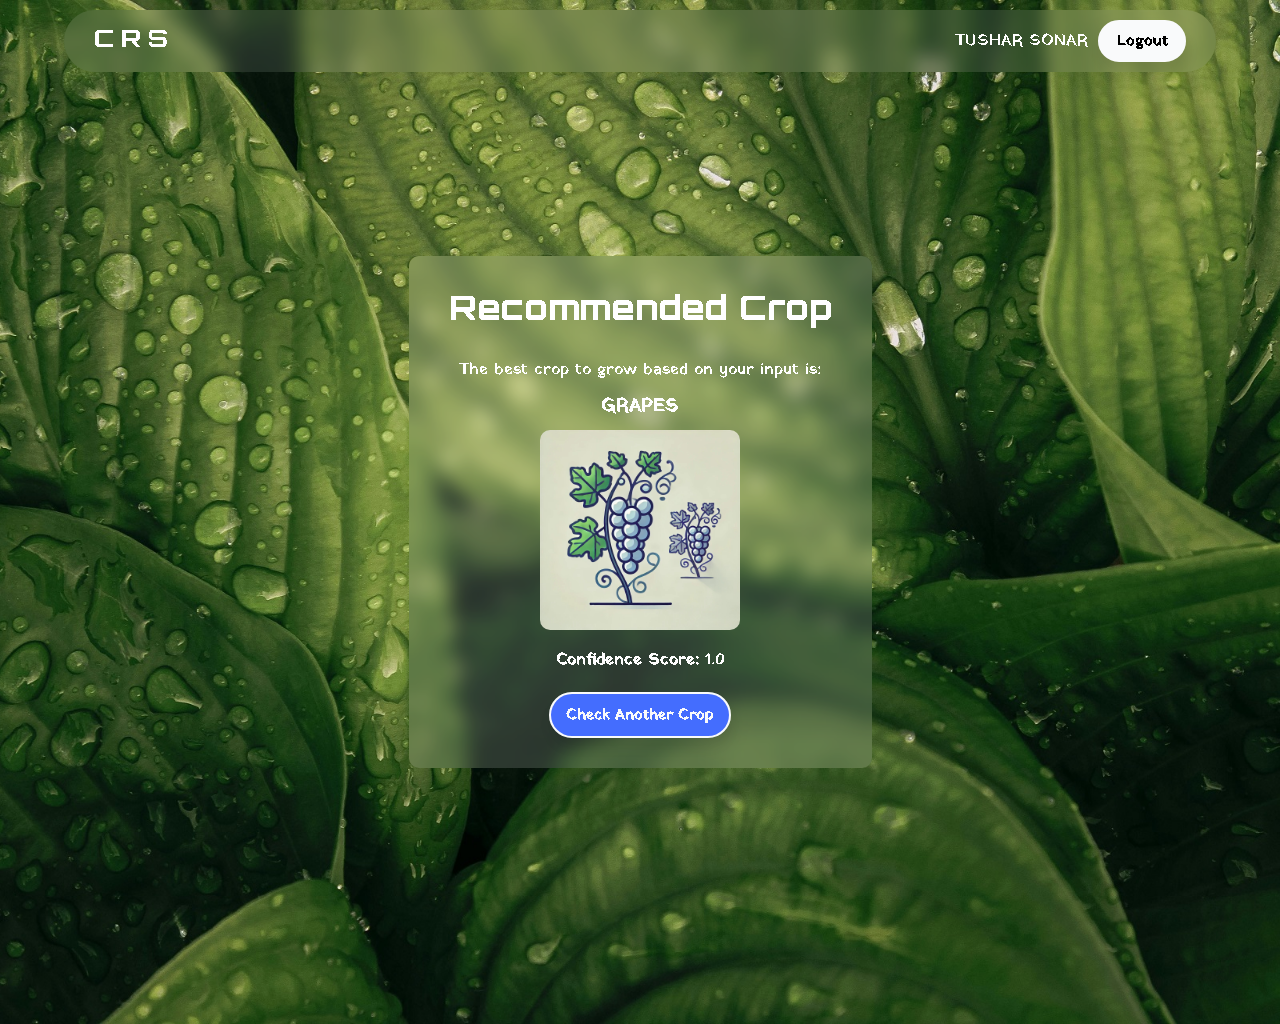 CRS
TUSHAR SONAR
Logout
Recommended Crop
The best crop to grow based on your input is:
GRAPES
Confidence Score: 1.0
Check Another Crop